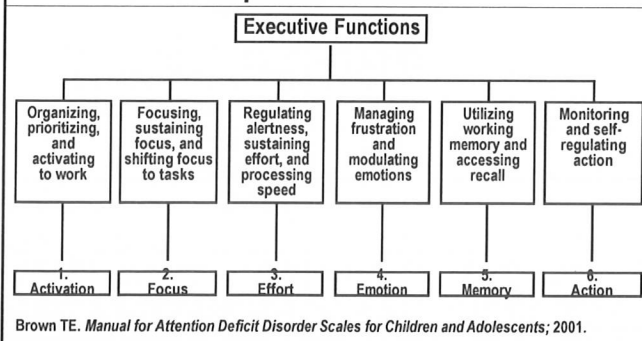 Executive Functions
Organizing,
prioritizing,
and
activating
to work
Focusing,
sustaining
focus, and
shifting focus
to tasks
Regulating
alertness,
sustaining
effort, and
processing
speed
Managing
frustration
and
modulating
emotions
Utilizing
working
memory and
accessing
recall
Monitoring
and self-
regulating
action
1.
Activation
2.
Focus
3.
Effort
4.
Emotion
5.
Memory
6.
Action
Brown TE. Manual for Attention Deficit Disorder Scales for Children and Adolescents; 2001.